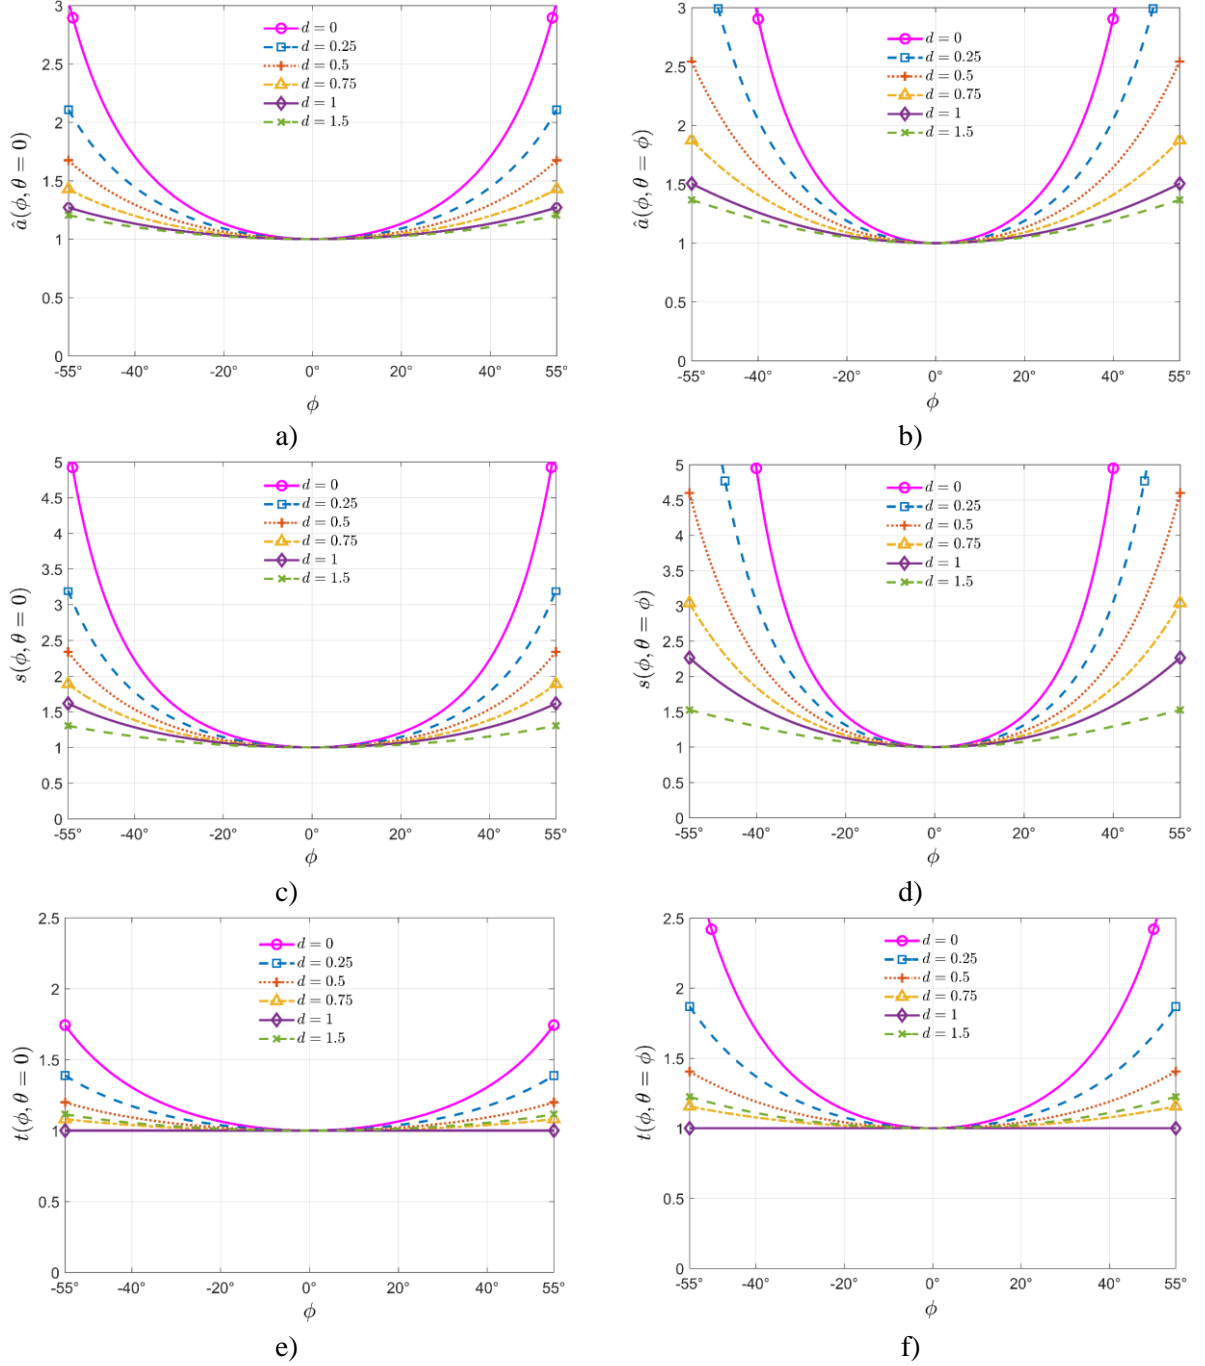 3
2.5
2
1.5
1
0.5
0
-55°
-40°
-20°
0°
20°
40°
55°
â(ϕ, θ = 0)
ϕ
d = 0
d = 0.25
d = 0.5
d = 0.75
d = 1
d = 1.5
a)
3
2.5
2
1.5
1
0.5
0
-55°
-40°
-20°
0°
20°
40°
55°
â(ϕ, θ = ϕ)
ϕ
d = 0
d = 0.25
d = 0.5
d = 0.75
d = 1
d = 1.5
b)
5
4.5
4
3.5
3
2.5
2
1.5
1
0.5
0
-55°
-40°
-20°
0°
20°
40°
55°
s(ϕ, θ = 0)
ϕ
d = 0
d = 0.25
d = 0.5
d = 0.75
d = 1
d = 1.5
c)
5
4.5
4
3.5
3
2.5
2
1.5
1
0.5
0
-55°
-40°
-20°
0°
20°
40°
55°
s(ϕ, θ = ϕ)
ϕ
d = 0
d = 0.25
d = 0.5
d = 0.75
d = 1
d = 1.5
d)
2.5
2
1.5
1
0.5
0
-55°
-40°
-20°
0°
20°
40°
55°
t(ϕ, θ = 0)
ϕ
d = 0
d = 0.25
d = 0.5
d = 0.75
d = 1
d = 1.5
e)
2.5
2
1.5
1
0.5
0
-55°
-40°
-20°
0°
20°
40°
55°
t(ϕ, θ = ϕ)
ϕ
d = 0
d = 0.25
d = 0.5
d = 0.75
d = 1
d = 1.5
f)